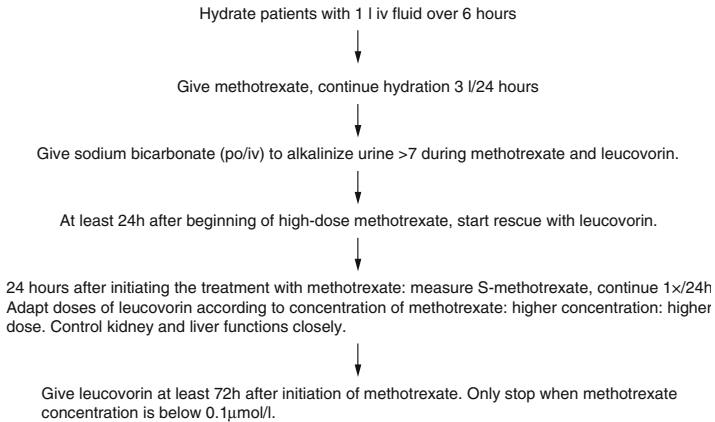 Hydrate patients with 1 l iv fluid over 6 hours
Give methotrexate, continue hydration 3 l/24 hours
Give sodium bicarbonate (po/iv) to alkalinize urine >7 during methotrexate and leucovorin.
At least 24h after beginning of high-dose methotrexate, start rescue with leucovorin.
24 hours after initiating the treatment with methotrexate: measure S-methotrexate, continue 1×/24h
Adapt doses of leucovorin according to concentration of methotrexate: higher concentration: higher
dose. Control kidney and liver functions closely.
Give leucovorin at least 72h after initiation of methotrexate. Only stop when methotrexate
concentration is below 0.1μmol/l.